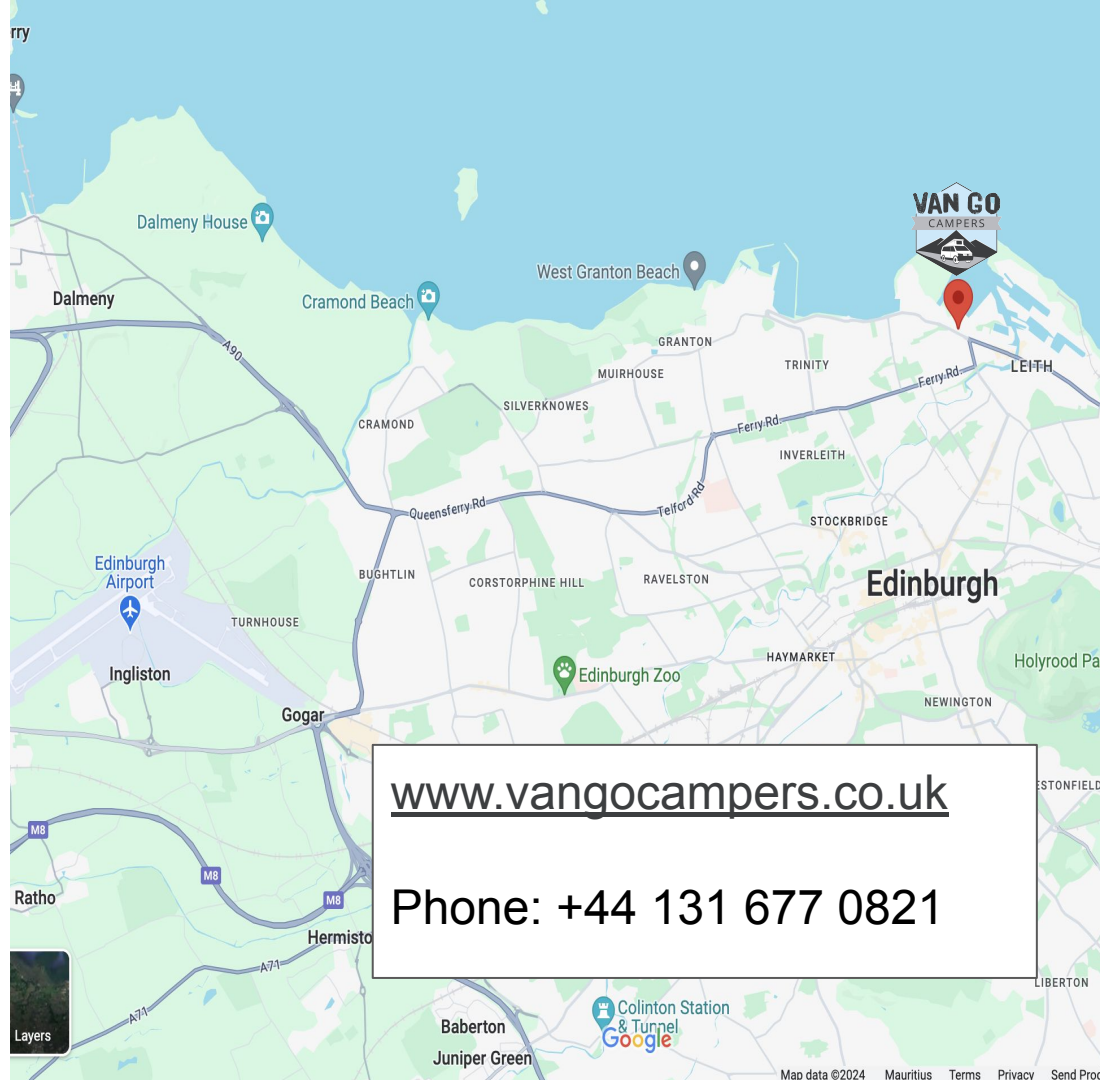 rry
Dalmeny House
VAN GO
CAMPERS
West Granton Beach
Dalmeny
Cramond Beach
A90
GRANTON
TRINITY
LEITH
MUIRHOUSE
Ferry Rd
SILVERKNOWES
CRAMOND
Ferry Rd
INVERLEITH
Queensferry Rd
Telford Rd
STOCKBRIDGE
Edinburgh
Airport
BUGHTLIN
CORSTORPHINE HILL
RAVELSTON
Edinburgh
TURNHOUSE
HAYMARKET
Holyrood Pa
Ingliston
Edinburgh Zoo
NEWINGTON
Gogar
www.vangocampers.co.uk
ESTONFIELD
M8
M8
Ratho
M8
Phone: +44 131 677 0821
Hermisto
A71
LIBERTON
A71
Colinton Station
& Tunnel
Layers
Baberton
Google
Juniper Green
Map data ©2024 Mauritius Terms Privacy Send Proc